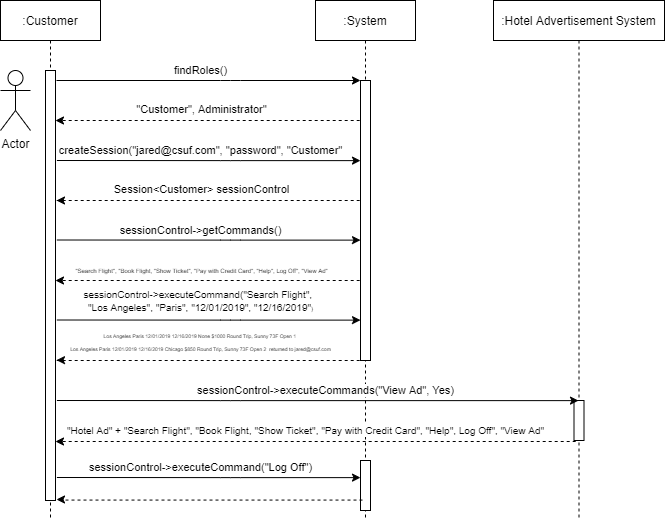 :Customer
:System
:Hotel Advertisement System
Actor
findRoles()
"Customer", Administrator"
createSession("jared@csuf.com", "password", "Customer"
Session<Customer> sessionControl
sessionControl->getCommands()
"Search Flight", "Book Flight, "Show Ticket", "Pay with Credit Card", "Help", Log Off", "View Ad"
sessionControl->executeCommand("Search Flight",
"Los Angeles", "Paris", "12/01/2019", "12/16/2019")
Los Angeles Paris 12/01/2019 12/16/2019 None $1000 Round Trip, Sunny 73F Open 1
Los Angeles Paris 12/01/2019 12/16/2019 Chicago $850 Round Trip, Sunny 73F Open 2 returned to jared@csuf.com
sessionControl->executeCommands("View Ad", Yes)
"Hotel Ad" + "Search Flight", "Book Flight, "Show Ticket", "Pay with Credit Card", "Help", Log Off", "View Ad"
sessionControl->executeCommand("Log Off")